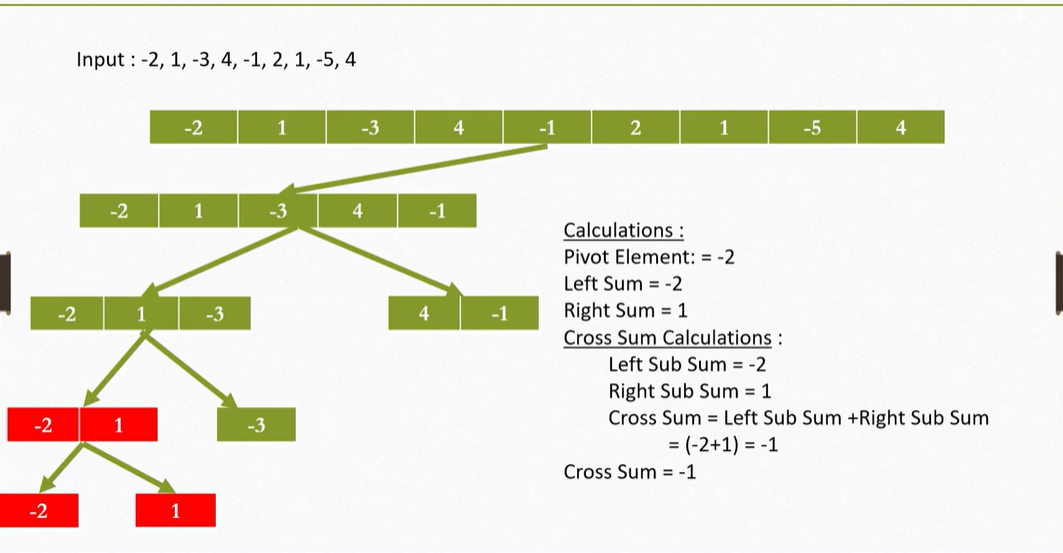 Input : -2, 1, -3, 4, -1, 2, 1, -5, 4
-2 1 -3 4 -1 2 1 -5 4
-2 1 -3 4 -1
Calculations :
Pivot Element: = -2
Left Sum = -2
Right Sum = 1
Cross Sum Calculations :
Left Sub Sum = -2
Right Sub Sum = 1
Cross Sum = Left Sub Sum +Right Sub Sum
= (-2+1) = -1
Cross Sum = -1
-2 1 -3
4 -1
-2 1
-3
-2
1